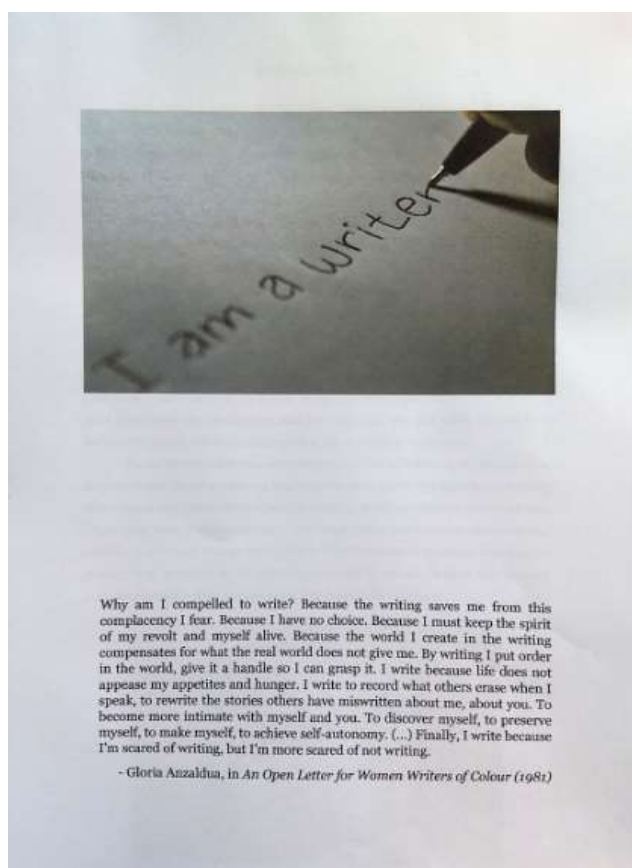 I am a writer
Why am I compelled to write? Because the writing saves me from this
complacency I fear. Because I have no choice. Because I must keep the spirit
of my revolt and myself alive. Because the world I create in the writing
compensates for what the real world does not give me. By writing I put order
in the world, give it a handle so I can grasp it. I write because life does not
appease my appetites and hunger. I write to record what others erase when I
speak, to rewrite the stories others have miswritten about me, about you. To
become more intimate with myself and you. To discover myself, to preserve
myself, to make myself, to achieve self-autonomy. (...) Finally, I write because
I'm scared of writing, but I'm more scared of not writing.
- Gloria Anzaldua, in An Open Letter for Women Writers of Colour (1981)